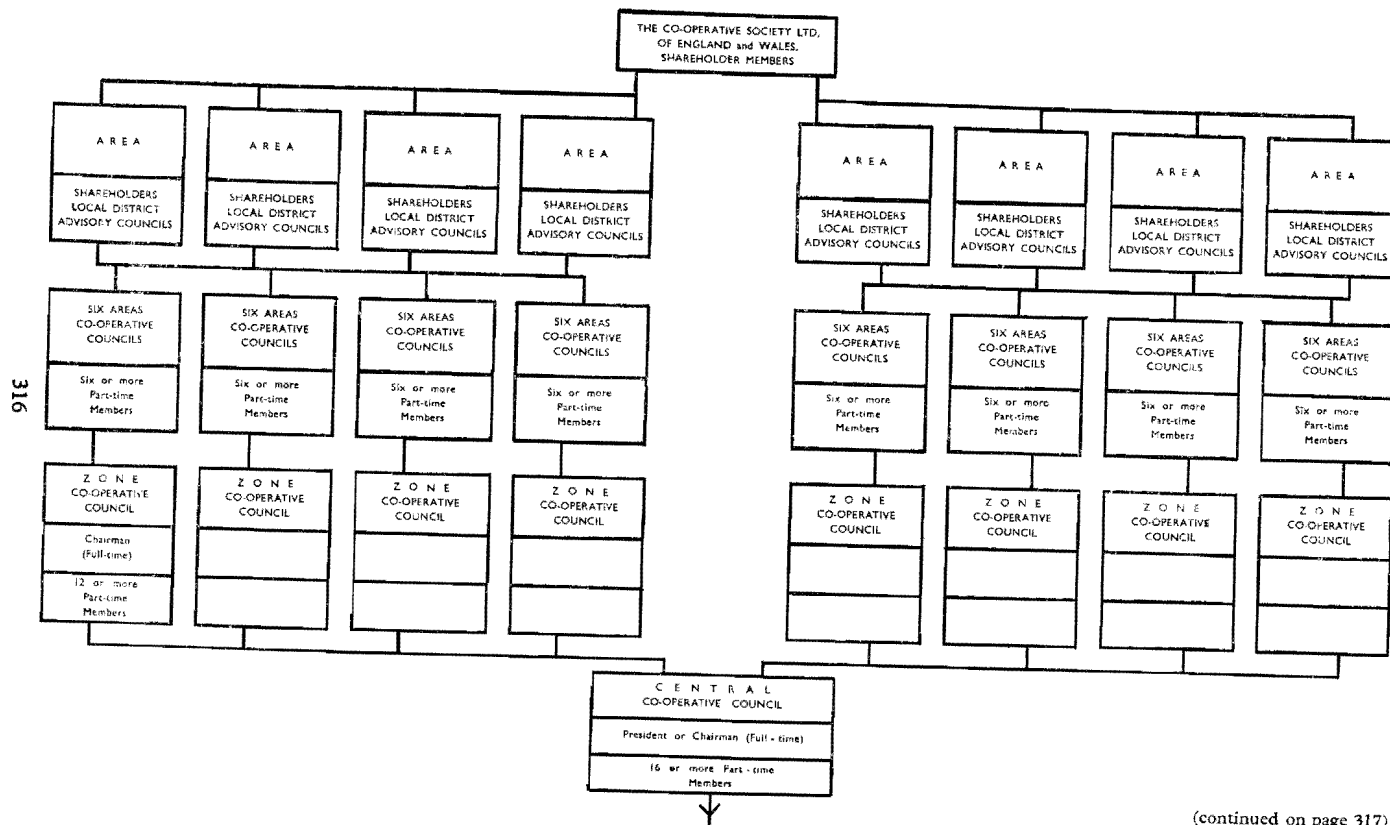 THE CO-OPERATIVE SOCIETY LTD,
OF ENGLAND and WALES.
SHAREHOLDER MEMBERS
AREA
SHAREHOLDERS
LOCAL DISTRICT
ADVISORY COUNCILS
AREA
SHAREHOLDERS
LOCAL DISTRICT
ADVISORY COUNCILS
AREA
SHAREHOLDERS
LOCAL DISTRICT
ADVISORY COUNCILS
AREA
SHAREHOLDERS
LOCAL DISTRICT
ADVISORY COUNCILS
AREA
SHAREHOLDERS
LOCAL DISTRICT
ADVISORY COUNCILS
AREA
SHAREHOLDERS
LOCAL DISTRICT
ADVISORY COUNCILS
AREA
SHAREHOLDERS
LOCAL DISTRICT
ADVISORY COUNCILS
AREA
SHAREHOLDERS
LOCAL DISTRICT
ADVISORY COUNCILS
SIX AREAS
CO-OPERATIVE
COUNCILS
Six or more
Part-time
Members
SIX AREAS
CO-OPERATIVE
COUNCILS
Six or more
Part-time
Members
SIX AREAS
CO-OPERATIVE
COUNCILS
Six or more
Part-time
Members
SIX AREAS
CO-OPERATIVE
COUNCILS
Six or more
Part-time
Members
SIX AREAS
CO-OPERATIVE
COUNCILS
Six or more
Part-time
Members
SIX AREAS
CO-OPERATIVE
COUNCILS
Six or more
Part-time
Members
SIX AREAS
CO-OPERATIVE
COUNCILS
Six or more
Part-time
Members
SIX AREAS
CO-OPERATIVE
COUNCILS
Six or more
Part-time
Members
316
ZONE
CO-OPERATIVE
COUNCIL
Chairman
(Full-time)
12 or more
Part-time
Members
ZONE
CO-OPERATIVE
COUNCIL
ZONE
CO-OPERATIVE
COUNCIL
ZONE
CO-OPERATIVE
COUNCIL
ZONE
CO-OPERATIVE
COUNCIL
ZONE
CO-OPERATIVE
COUNCIL
ZONE
CO-OPERATIVE
COUNCIL
ZONE
CO-OPERATIVE
COUNCIL
CENTRAL
CO-OPERATIVE COUNCIL
President or Chairman (Full-time)
16 or more Part-time
Members
(continued on page 317)